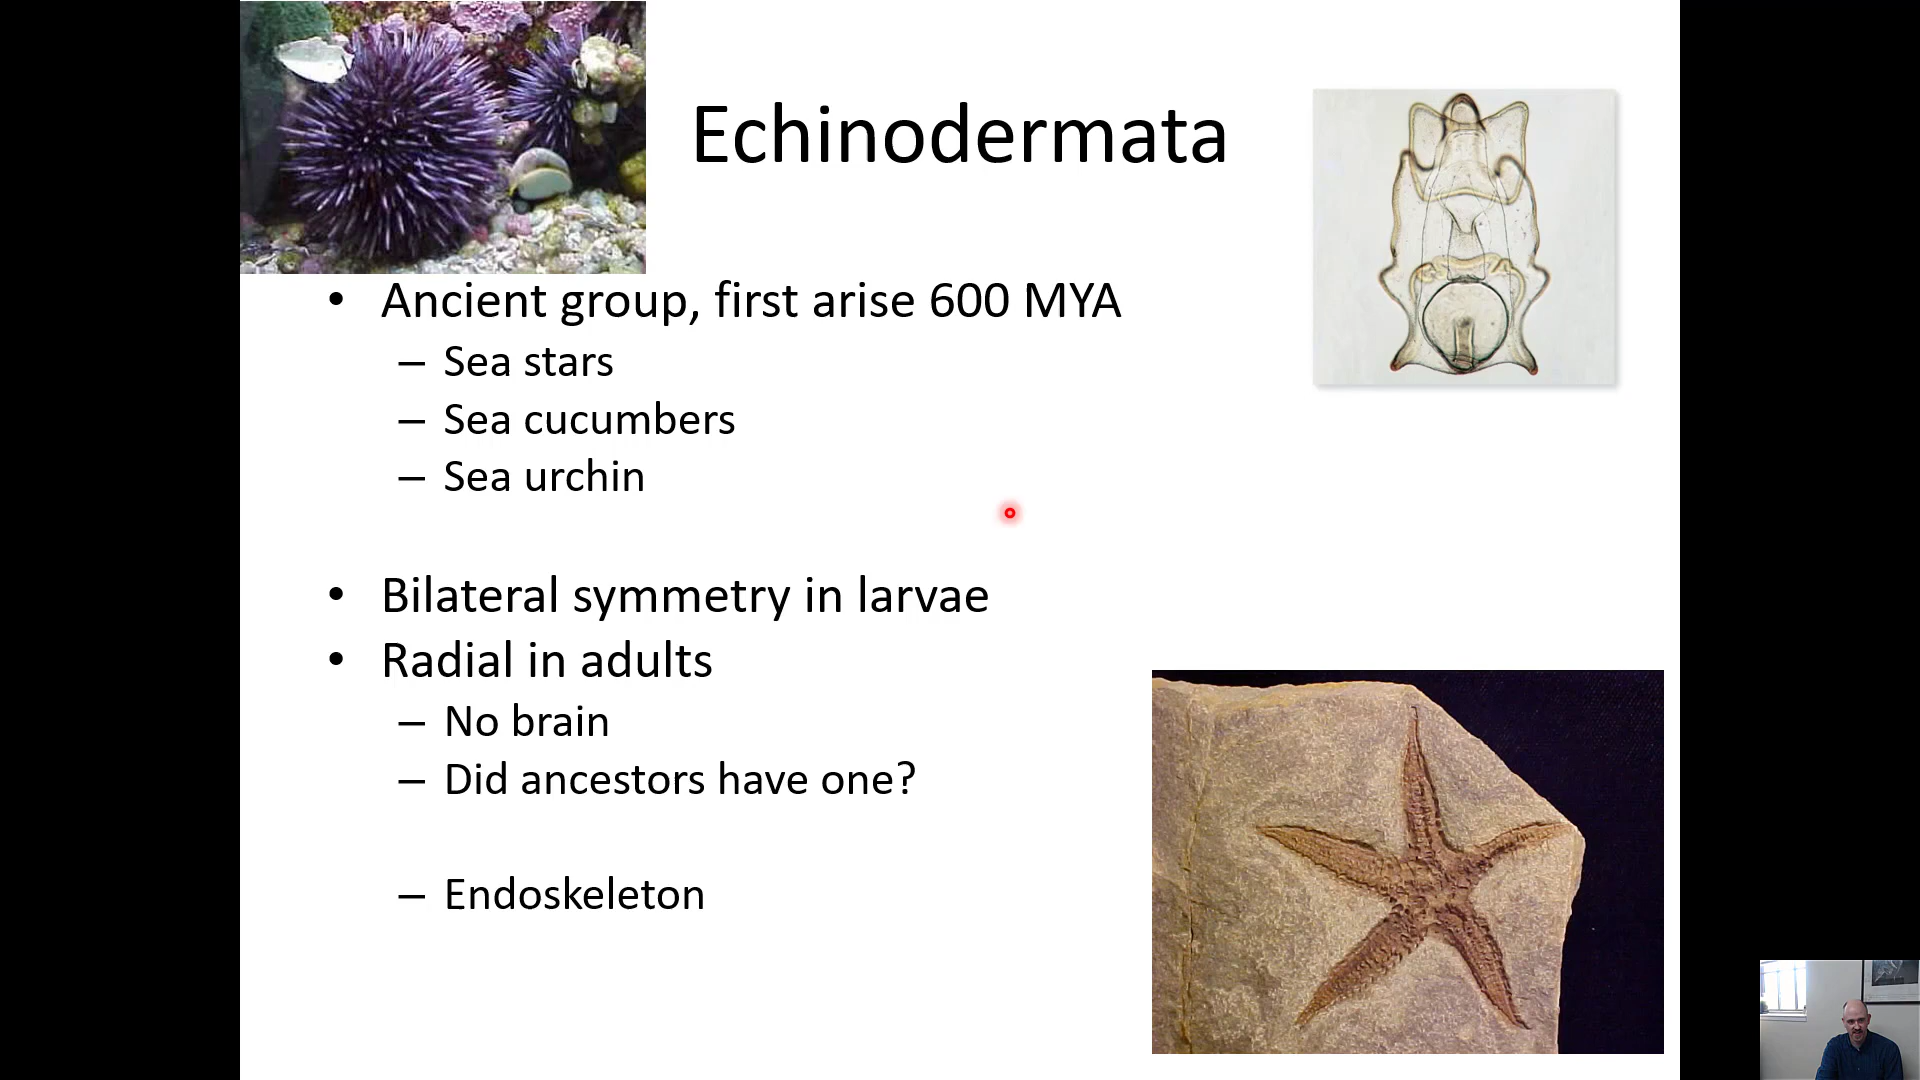 Echinodermata
• Ancient group, first arise 600 MYA
– Sea stars
– Sea cucumbers
– Sea urchin
• Bilateral symmetry in larvae
• Radial in adults
– No brain
– Did ancestors have one?
– Endoskeleton